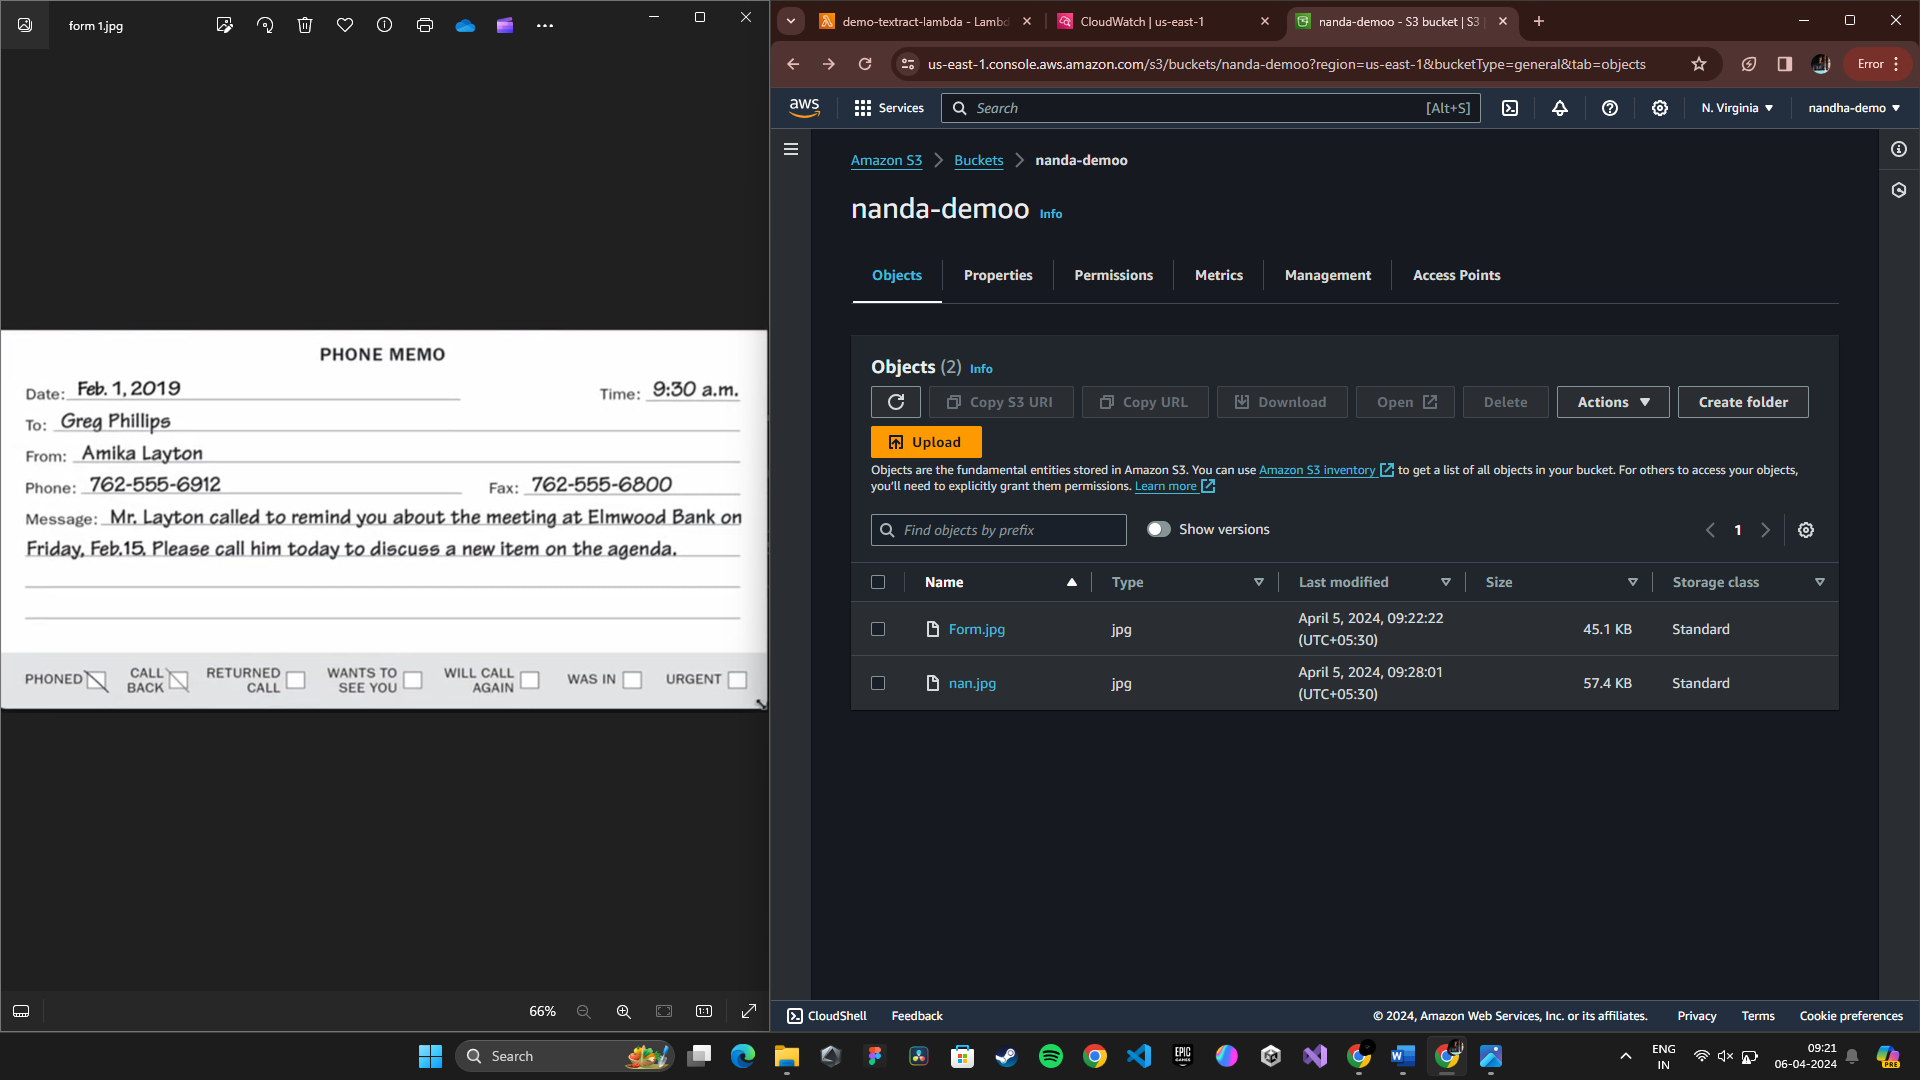 form 1.jpg
PHONE MEMO
Date: Feb. 1, 2019 Time: 9:30 a.m.
To: Greg Phillips
From: Amika Layton
Phone: 762-555-6912 Fax: 762-555-6800
Message: Mr. Layton called to remind you about the meeting at Elmwood Bank on
Friday, Feb.15. Please call him today to discuss a new item on the agenda.
PHONED
CALL BACK
RETURNED CALL
WANTS TO SEE YOU
WILL CALL AGAIN
WAS IN
URGENT
66%
1:1
demo-textract-lambda - Lambd
CloudWatch | us-east-1
nanda-demoo - S3 bucket | S3 |
us-east-1.console.aws.amazon.com/s3/buckets/nanda-demoo?region=us-east-1&bucketType=general&tab=objects
Error
aws
Services
Search [Alt+S]
N. Virginia
nandha-demo
Amazon S3 > Buckets > nanda-demoo
nanda-demoo Info
Objects Properties Permissions Metrics Management Access Points
Objects (2) Info
Copy S3 URI Copy URL Download Open Delete Actions Create folder
Upload
Objects are the fundamental entities stored in Amazon S3. You can use Amazon S3 inventory to get a list of all objects in your bucket. For others to access your objects,
you'll need to explicitly grant them permissions. Learn more
Find objects by prefix
Show versions
1
Name Type Last modified Size Storage class
Form.jpg jpg April 5, 2024, 09:22:22 (UTC+05:30) 45.1 KB Standard
nan.jpg jpg April 5, 2024, 09:28:01 (UTC+05:30) 57.4 KB Standard
CloudShell Feedback © 2024, Amazon Web Services, Inc. or its affiliates. Privacy Terms Cookie preferences
Search
EPIC GAMES
ENG
IN
09:21
06-04-2024
PRE